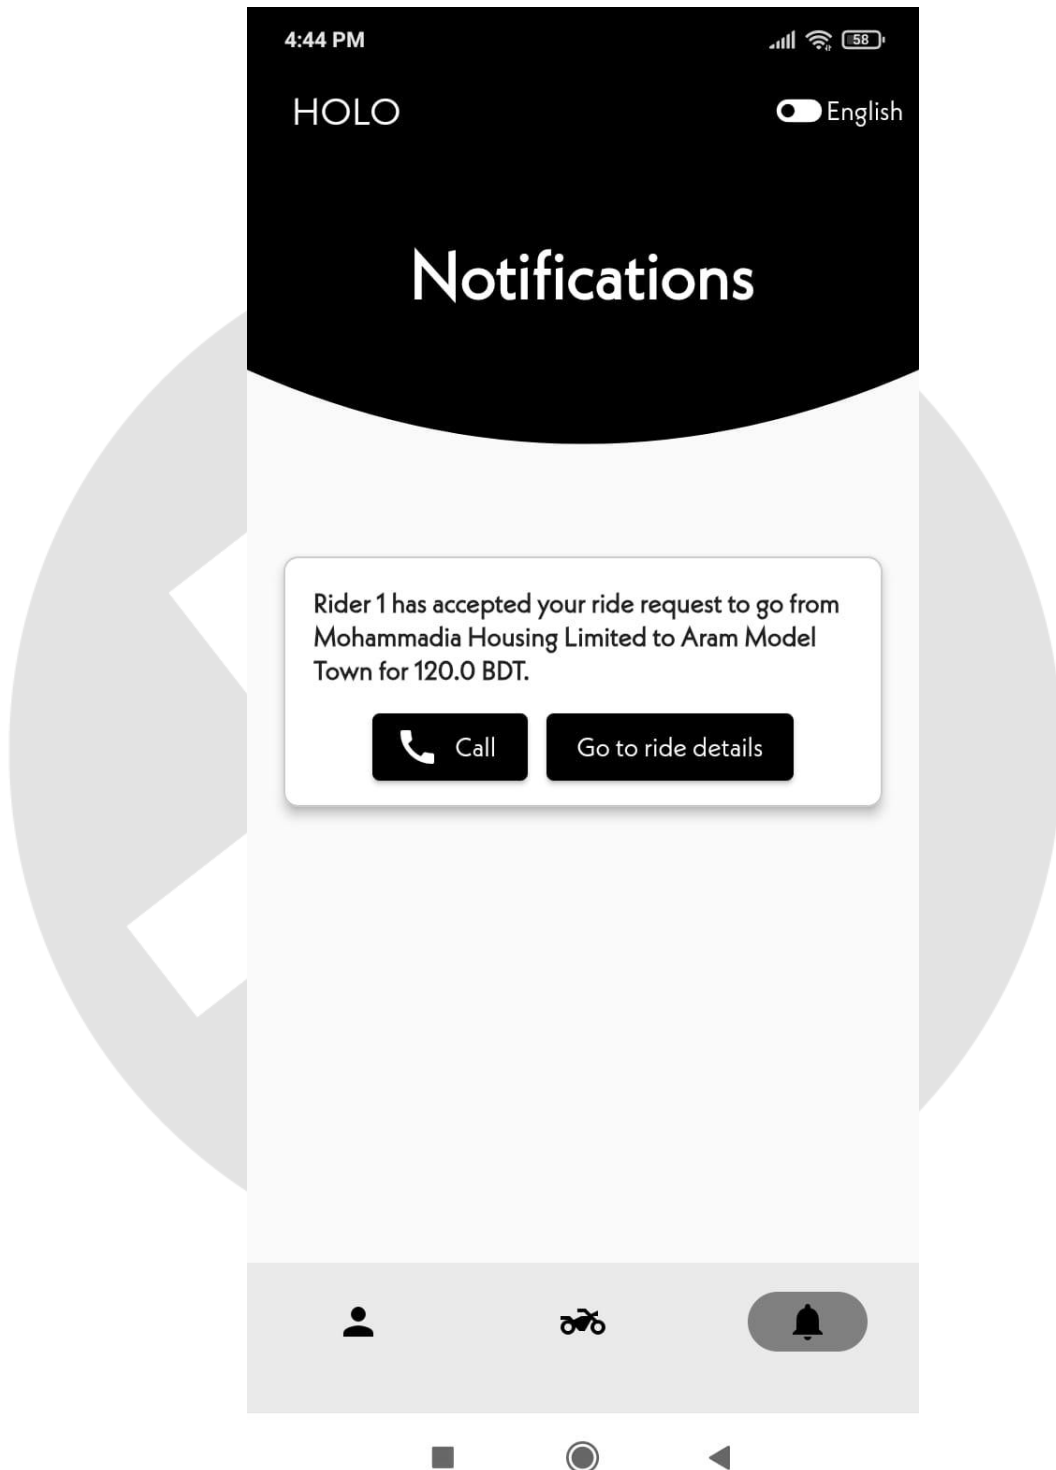 4:44 PM
58
HOLO
English
Notifications
Rider 1 has accepted your ride request to go from
Mohammadia Housing Limited to Aram Model
Town for 120.0 BDT.
Call
Go to ride details